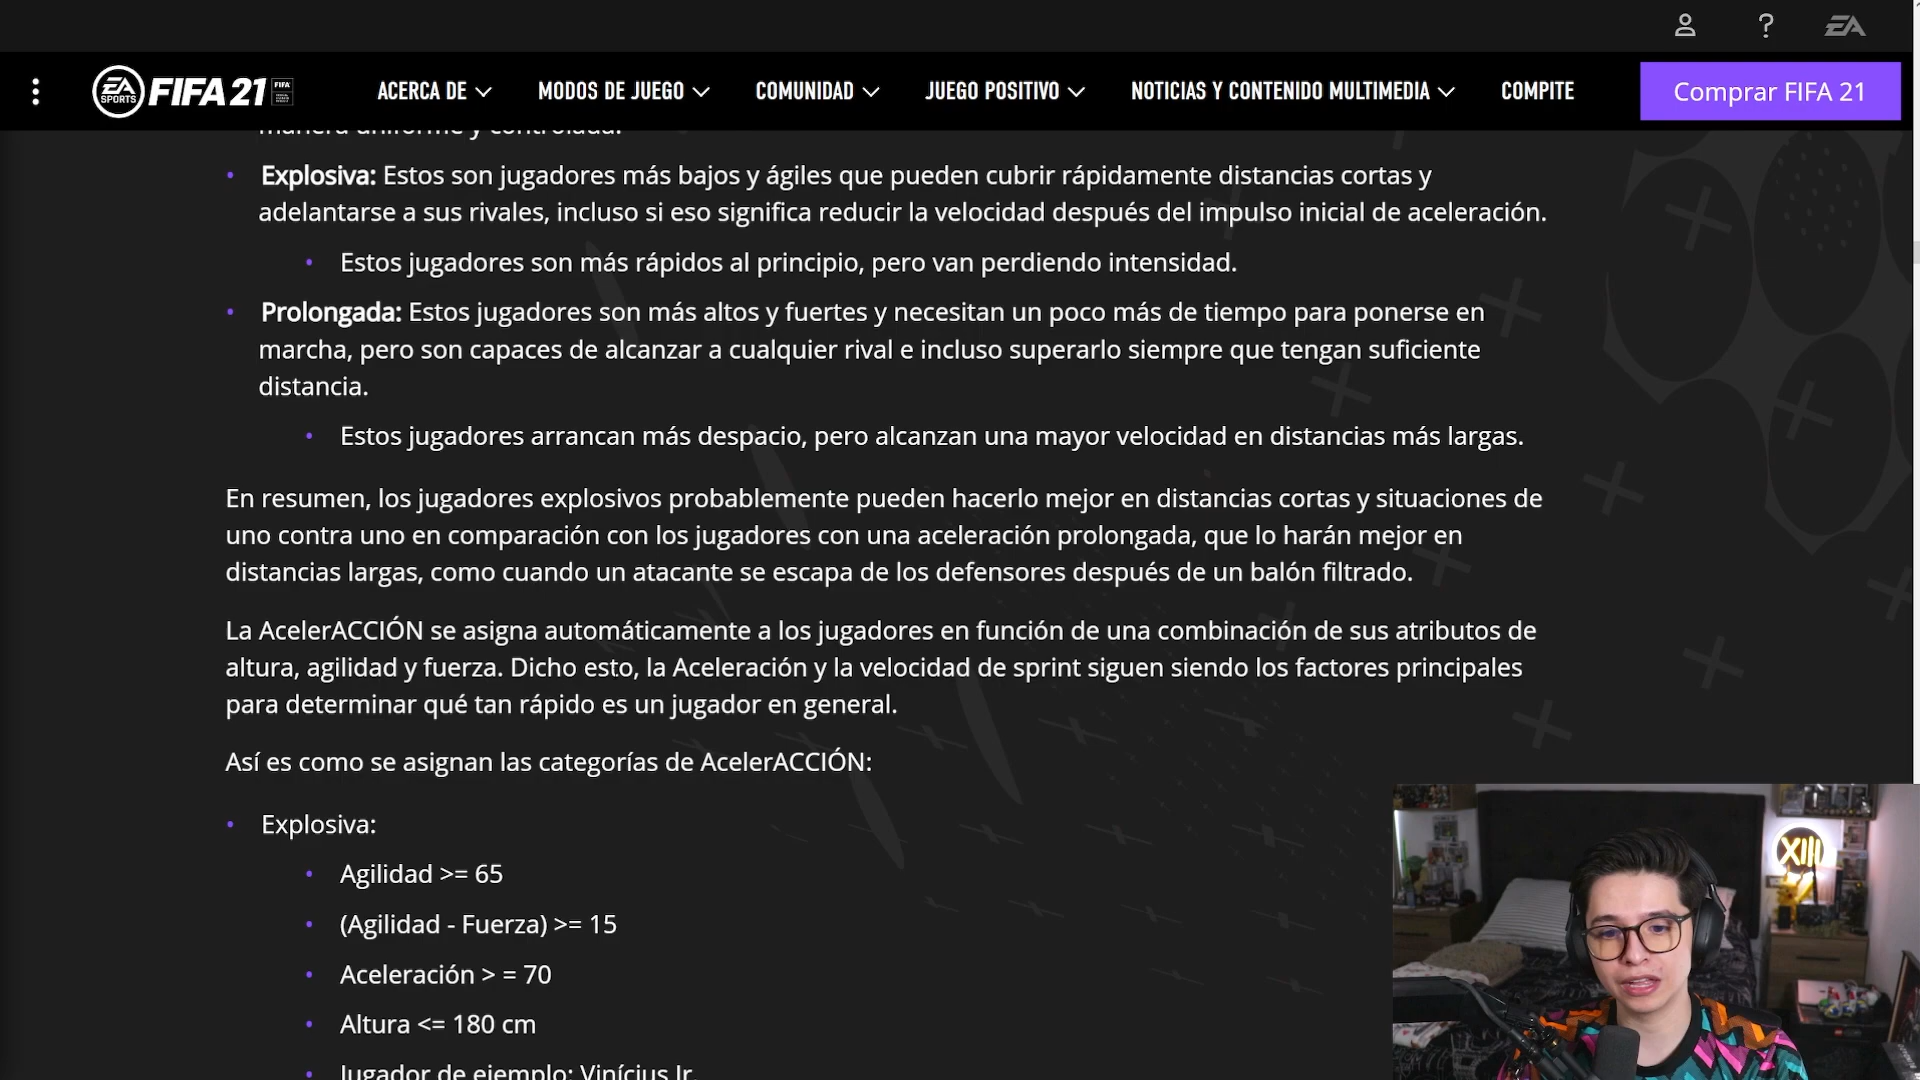 EA
EA SPORTS FIFA 21 FIFA
ACERCA DE
MODOS DE JUEGO
COMUNIDAD
JUEGO POSITIVO
NOTICIAS Y CONTENIDO MULTIMEDIA
COMPITE
Comprar FIFA 21
manera uniforme y controlada.
• Explosiva: Estos son jugadores más bajos y ágiles que pueden cubrir rápidamente distancias cortas y
adelantarse a sus rivales, incluso si eso significa reducir la velocidad después del impulso inicial de aceleración.
• Estos jugadores son más rápidos al principio, pero van perdiendo intensidad.
• Prolongada: Estos jugadores son más altos y fuertes y necesitan un poco más de tiempo para ponerse en
marcha, pero son capaces de alcanzar a cualquier rival e incluso superarlo siempre que tengan suficiente
distancia.
• Estos jugadores arrancan más despacio, pero alcanzan una mayor velocidad en distancias más largas.
En resumen, los jugadores explosivos probablemente pueden hacerlo mejor en distancias cortas y situaciones de
uno contra uno en comparación con los jugadores con una aceleración prolongada, que lo harán mejor en
distancias largas, como cuando un atacante se escapa de los defensores después de un balón filtrado.
La AcelerACCIÓN se asigna automáticamente a los jugadores en función de una combinación de sus atributos de
altura, agilidad y fuerza. Dicho esto, la Aceleración y la velocidad de sprint siguen siendo los factores principales
para determinar qué tan rápido es un jugador en general.
Así es como se asignan las categorías de AcelerACCIÓN:
• Explosiva:
• Agilidad >= 65
• (Agilidad - Fuerza) >= 15
• Aceleración > = 70
• Altura <= 180 cm
• Jugador de ejemplo: Vinícius Jr.
XIII